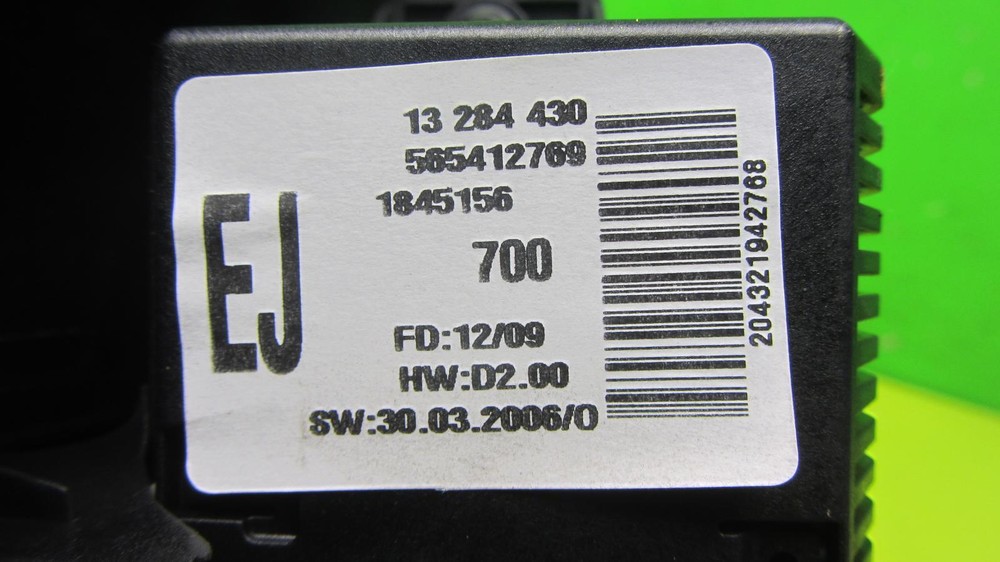 13 284 430
565412769
1845156
EJ
700
FD:12/09
HW:D2.00
SW:30.03.2006/O
204321942768